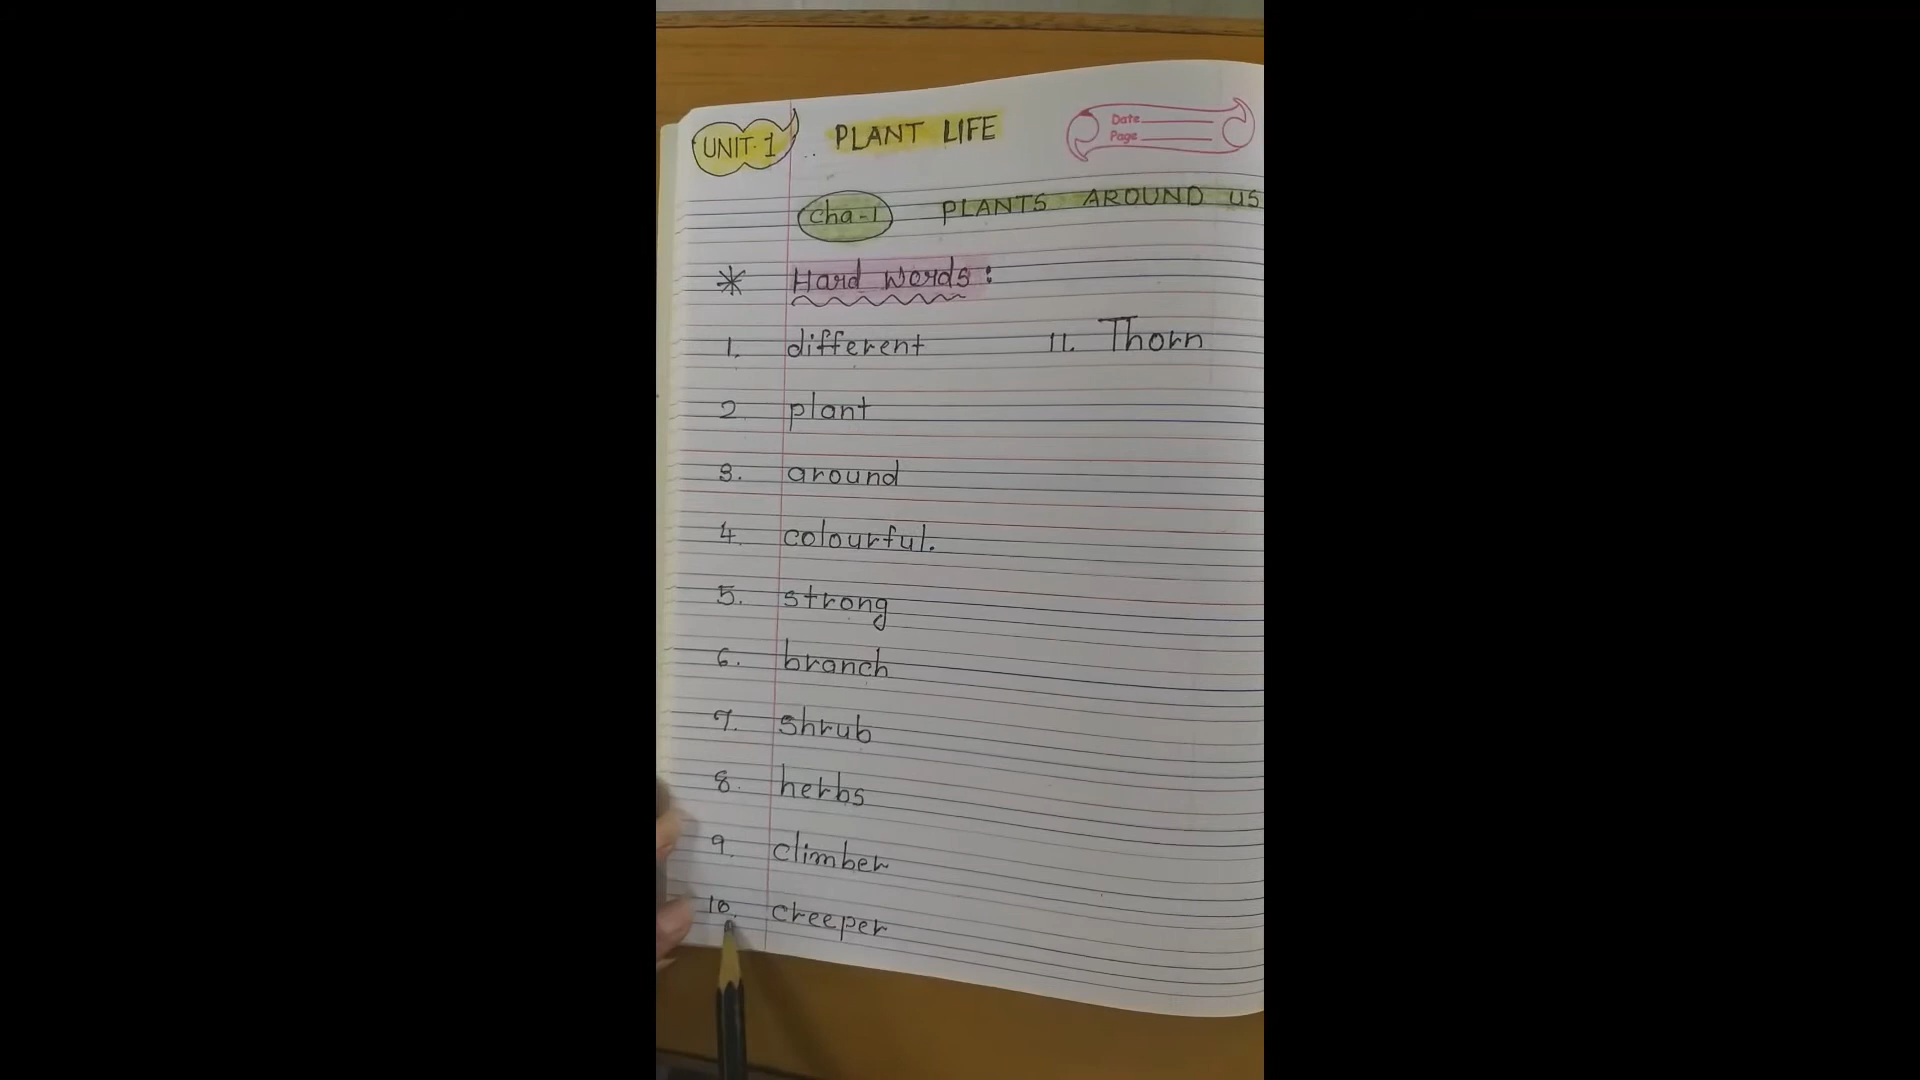 UNIT-1 PLANT LIFE
Date
Page
Cha-1 PLANTS AROUND US
* Hard Words:
1. different 11. Thorn
2. plant
3. around
4. colourful.
5. strong
6. branch
7. shrub
8. herbs
9. climber
10. creeper